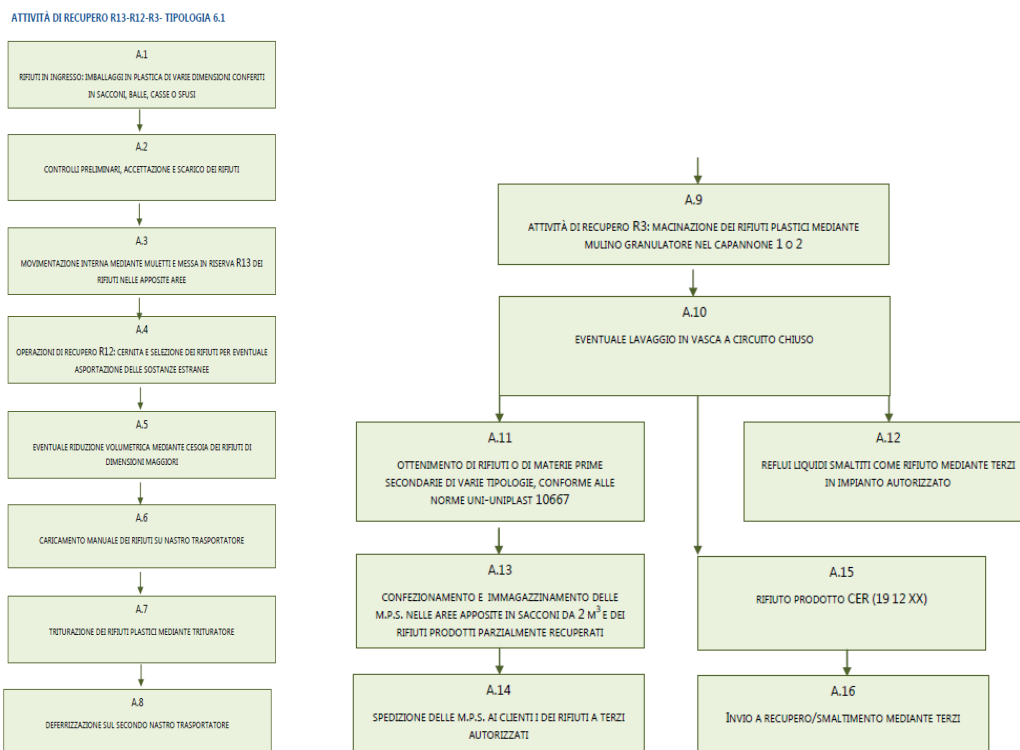 ATTIVITÀ DI RECUPERO R13-R12-R3- TIPOLOGIA 6.1
A.1
RIFIUTI IN INGRESSO: IMBALLAGGI IN PLASTICA DI VARIE DIMENSIONI CONFERITI
IN SACCONI, BALLE, CASSE O SFUSI
A.2
CONTROLLI PRELIMINARI, ACCETTAZIONE E SCARICO DEI RIFIUTI
A.3
MOVIMENTAZIONE INTERNA MEDIANTE MULETTI E MESSA IN RISERVA R13 DEI
RIFIUTI NELLE APPOSITE AREE
A.4
OPERAZIONI DI RECUPERO R12: CERNITA E SELEZIONE DEI RIFIUTI PER EVENTUALE
ASPORTAZIONE DELLE SOSTANZE ESTRANEE
A.5
EVENTUALE RIDUZIONE VOLUMETRICA MEDIANTE CESOIA DEI RIFIUTI DI
DIMENSIONI MAGGIORI
A.6
CARICAMENTO MANUALE DEI RIFIUTI SU NASTRO TRASPORTATORE
A.7
TRITURAZIONE DEI RIFIUTI PLASTICI MEDIANTE TRITURATORE
A.8
DEFERRIZZAZIONE SUL SECONDO NASTRO TRASPORTATORE
A.9
ATTIVITÀ DI RECUPERO R3: MACINAZIONE DEI RIFIUTI PLASTICI MEDIANTE
MULINO GRANULATORE NEL CAPANNONE 1 O 2
A.10
EVENTUALE LAVAGGIO IN VASCA A CIRCUITO CHIUSO
A.11
OTTENIMENTO DI RIFIUTI O DI MATERIE PRIME
SECONDARIE DI VARIE TIPOLOGIE, CONFORME ALLE
NORME UNI-UNIPLAST 10667
A.12
REFLUI LIQUIDI SMALTITI COME RIFIUTO MEDIANTE TERZI
IN IMPIANTO AUTORIZZATO
A.13
CONFEZIONAMENTO E IMMAGAZZINAMENTO DELLE
M.P.S. NELLE AREE APPOSITE IN SACCONI DA 2 M³ E DEI
RIFIUTI PRODOTTI PARZIALMENTE RECUPERATI
A.15
RIFIUTO PRODOTTO CER (19 12 XX)
A.14
SPEDIZIONE DELLE M.P.S. AI CLIENTI I DEI RIFIUTI A TERZI
AUTORIZZATI
A.16
INVIO A RECUPERO/SMALTIMENTO MEDIANTE TERZI